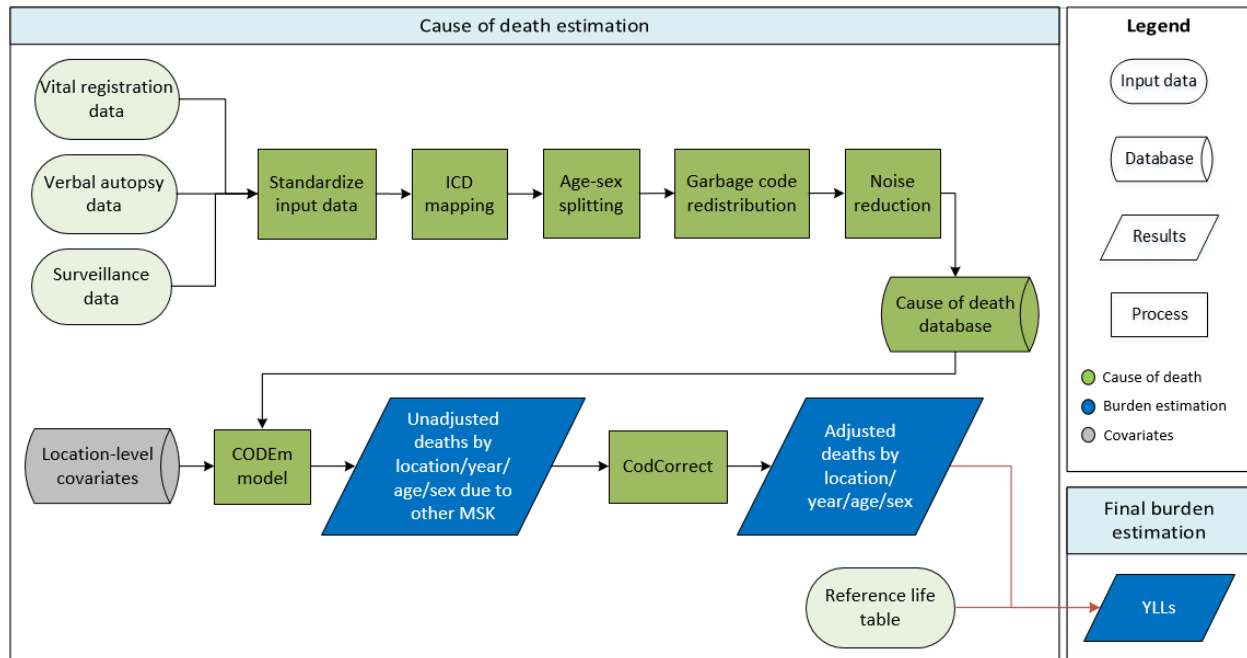 Cause of death estimation
Vital registration
data
Verbal autopsy
data
Surveillance
data
Standardize
input data
ICD
mapping
Age-sex
splitting
Garbage code
redistribution
Noise
reduction
Cause of death
database
Location-level
covariates
CODEm
model
Unadjusted
deaths by
location/year/
age/sex due to
other MSK
CodCorrect
Adjusted
deaths by
location/
year/age/sex
Reference life
table
Legend
Input data
Database
Results
Process
Cause of death
Burden estimation
Covariates
Final burden
estimation
YLLs